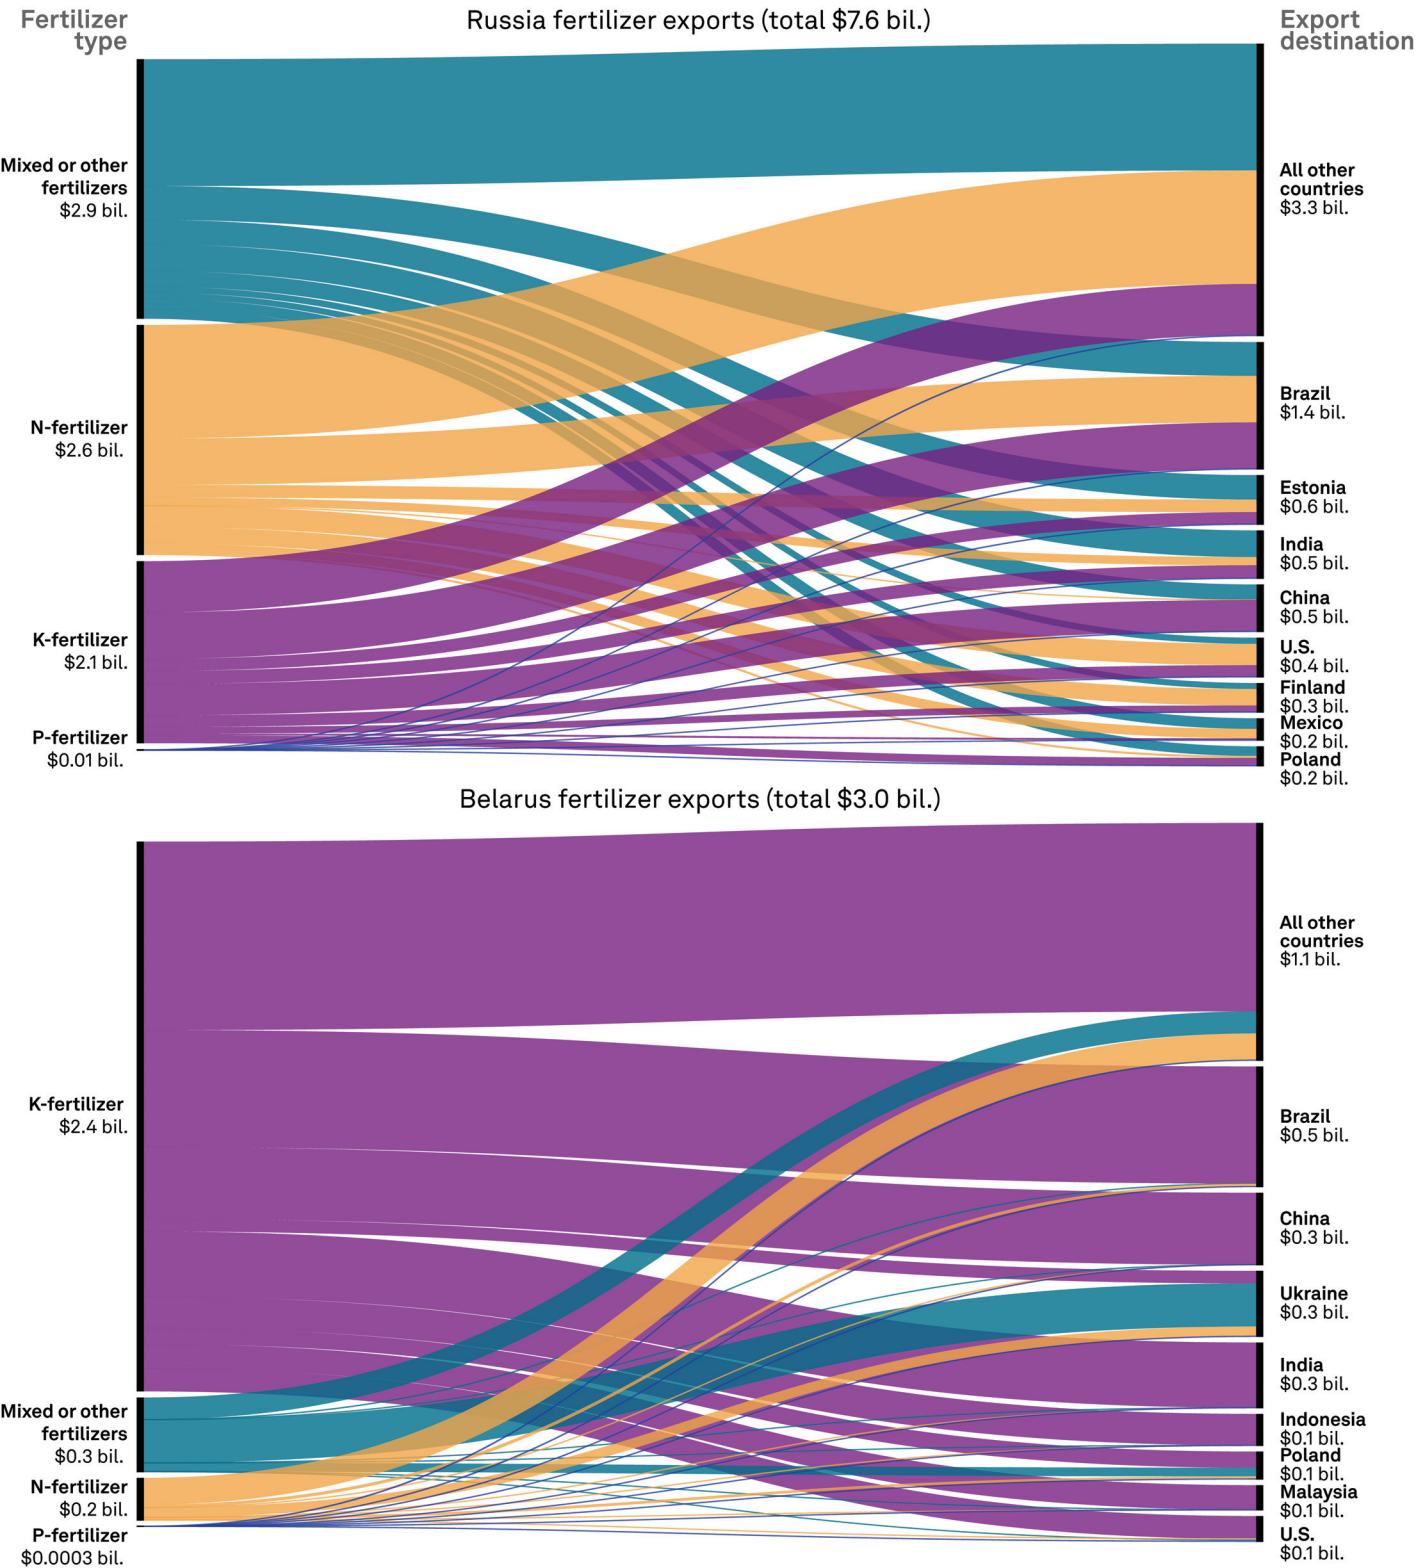 Fertilizer
type
Russia fertilizer exports (total $7.6 bil.)
Export
destination
Mixed or other
fertilizers
$2.9 bil.
N-fertilizer
$2.6 bil.
K-fertilizer
$2.1 bil.
P-fertilizer
$0.01 bil.
All other
countries
$3.3 bil.
Brazil
$1.4 bil.
Estonia
$0.6 bil.
India
$0.5 bil.
China
$0.5 bil.
U.S.
$0.4 bil.
Finland
$0.3 bil.
Mexico
$0.2 bil.
Poland
$0.2 bil.
Belarus fertilizer exports (total $3.0 bil.)
K-fertilizer
$2.4 bil.
Mixed or other
fertilizers
$0.3 bil.
N-fertilizer
$0.2 bil.
P-fertilizer
$0.0003 bil.
All other
countries
$1.1 bil.
Brazil
$0.5 bil.
China
$0.3 bil.
Ukraine
$0.3 bil.
India
$0.3 bil.
Indonesia
$0.1 bil.
Poland
$0.1 bil.
Malaysia
$0.1 bil.
U.S.
$0.1 bil.